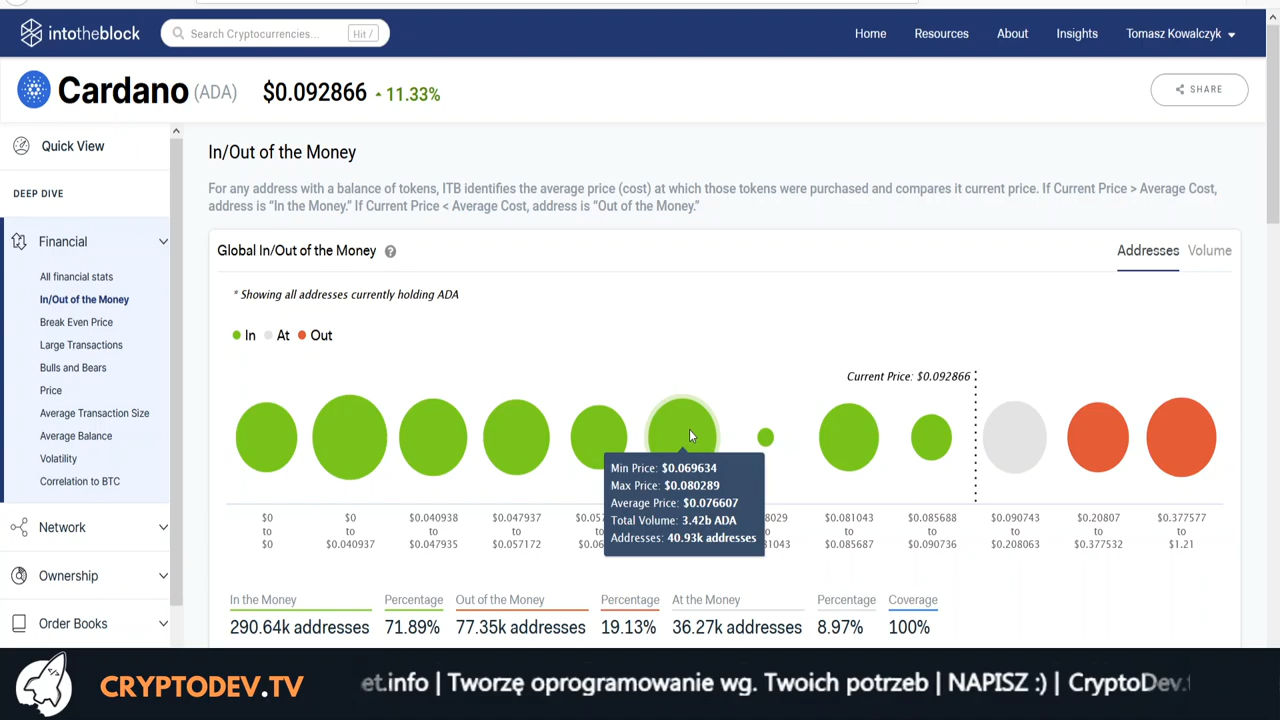 intotheblock
Search Cryptocurrencies...
Hit /
Home
Resources
About
Insights
Tomasz Kowalczyk
Cardano (ADA) $0.092866 11.33%
SHARE
Quick View
DEEP DIVE
Financial
All financial stats
In/Out of the Money
Break Even Price
Large Transactions
Bulls and Bears
Price
Average Transaction Size
Average Balance
Volatility
Correlation to BTC
Network
Ownership
Order Books
In/Out of the Money
For any address with a balance of tokens, ITB identifies the average price (cost) at which those tokens were purchased and compares it current price. If Current Price > Average Cost,
address is “In the Money.” If Current Price < Average Cost, address is “Out of the Money.”
Global In/Out of the Money ?
Addresses Volume
* Showing all addresses currently holding ADA
In At Out
Current Price: $0.092866
Min Price: $0.069634
Max Price: $0.080289
Average Price: $0.076607
Total Volume: 3.42b ADA
Addresses: 40.93k addresses
$0 $0 $0.040938 $0.047937 $0.05 8029 $0.081043 $0.085688 $0.090743 $0.20807 $0.377577
to to to to to to to to to to to
$0 $0.040937 $0.047935 $0.057172 $0.06 81043 $0.085687 $0.090736 $0.208063 $0.377532 $1.21
In the Money Percentage Out of the Money Percentage At the Money Percentage Coverage
290.64k addresses 71.89% 77.35k addresses 19.13% 36.27k addresses 8.97% 100%
CRYPTODEV.TV
et.info | Tworzę oprogramowanie wg. Twoich potrzeb | NAPISZ :) | CryptoDev.